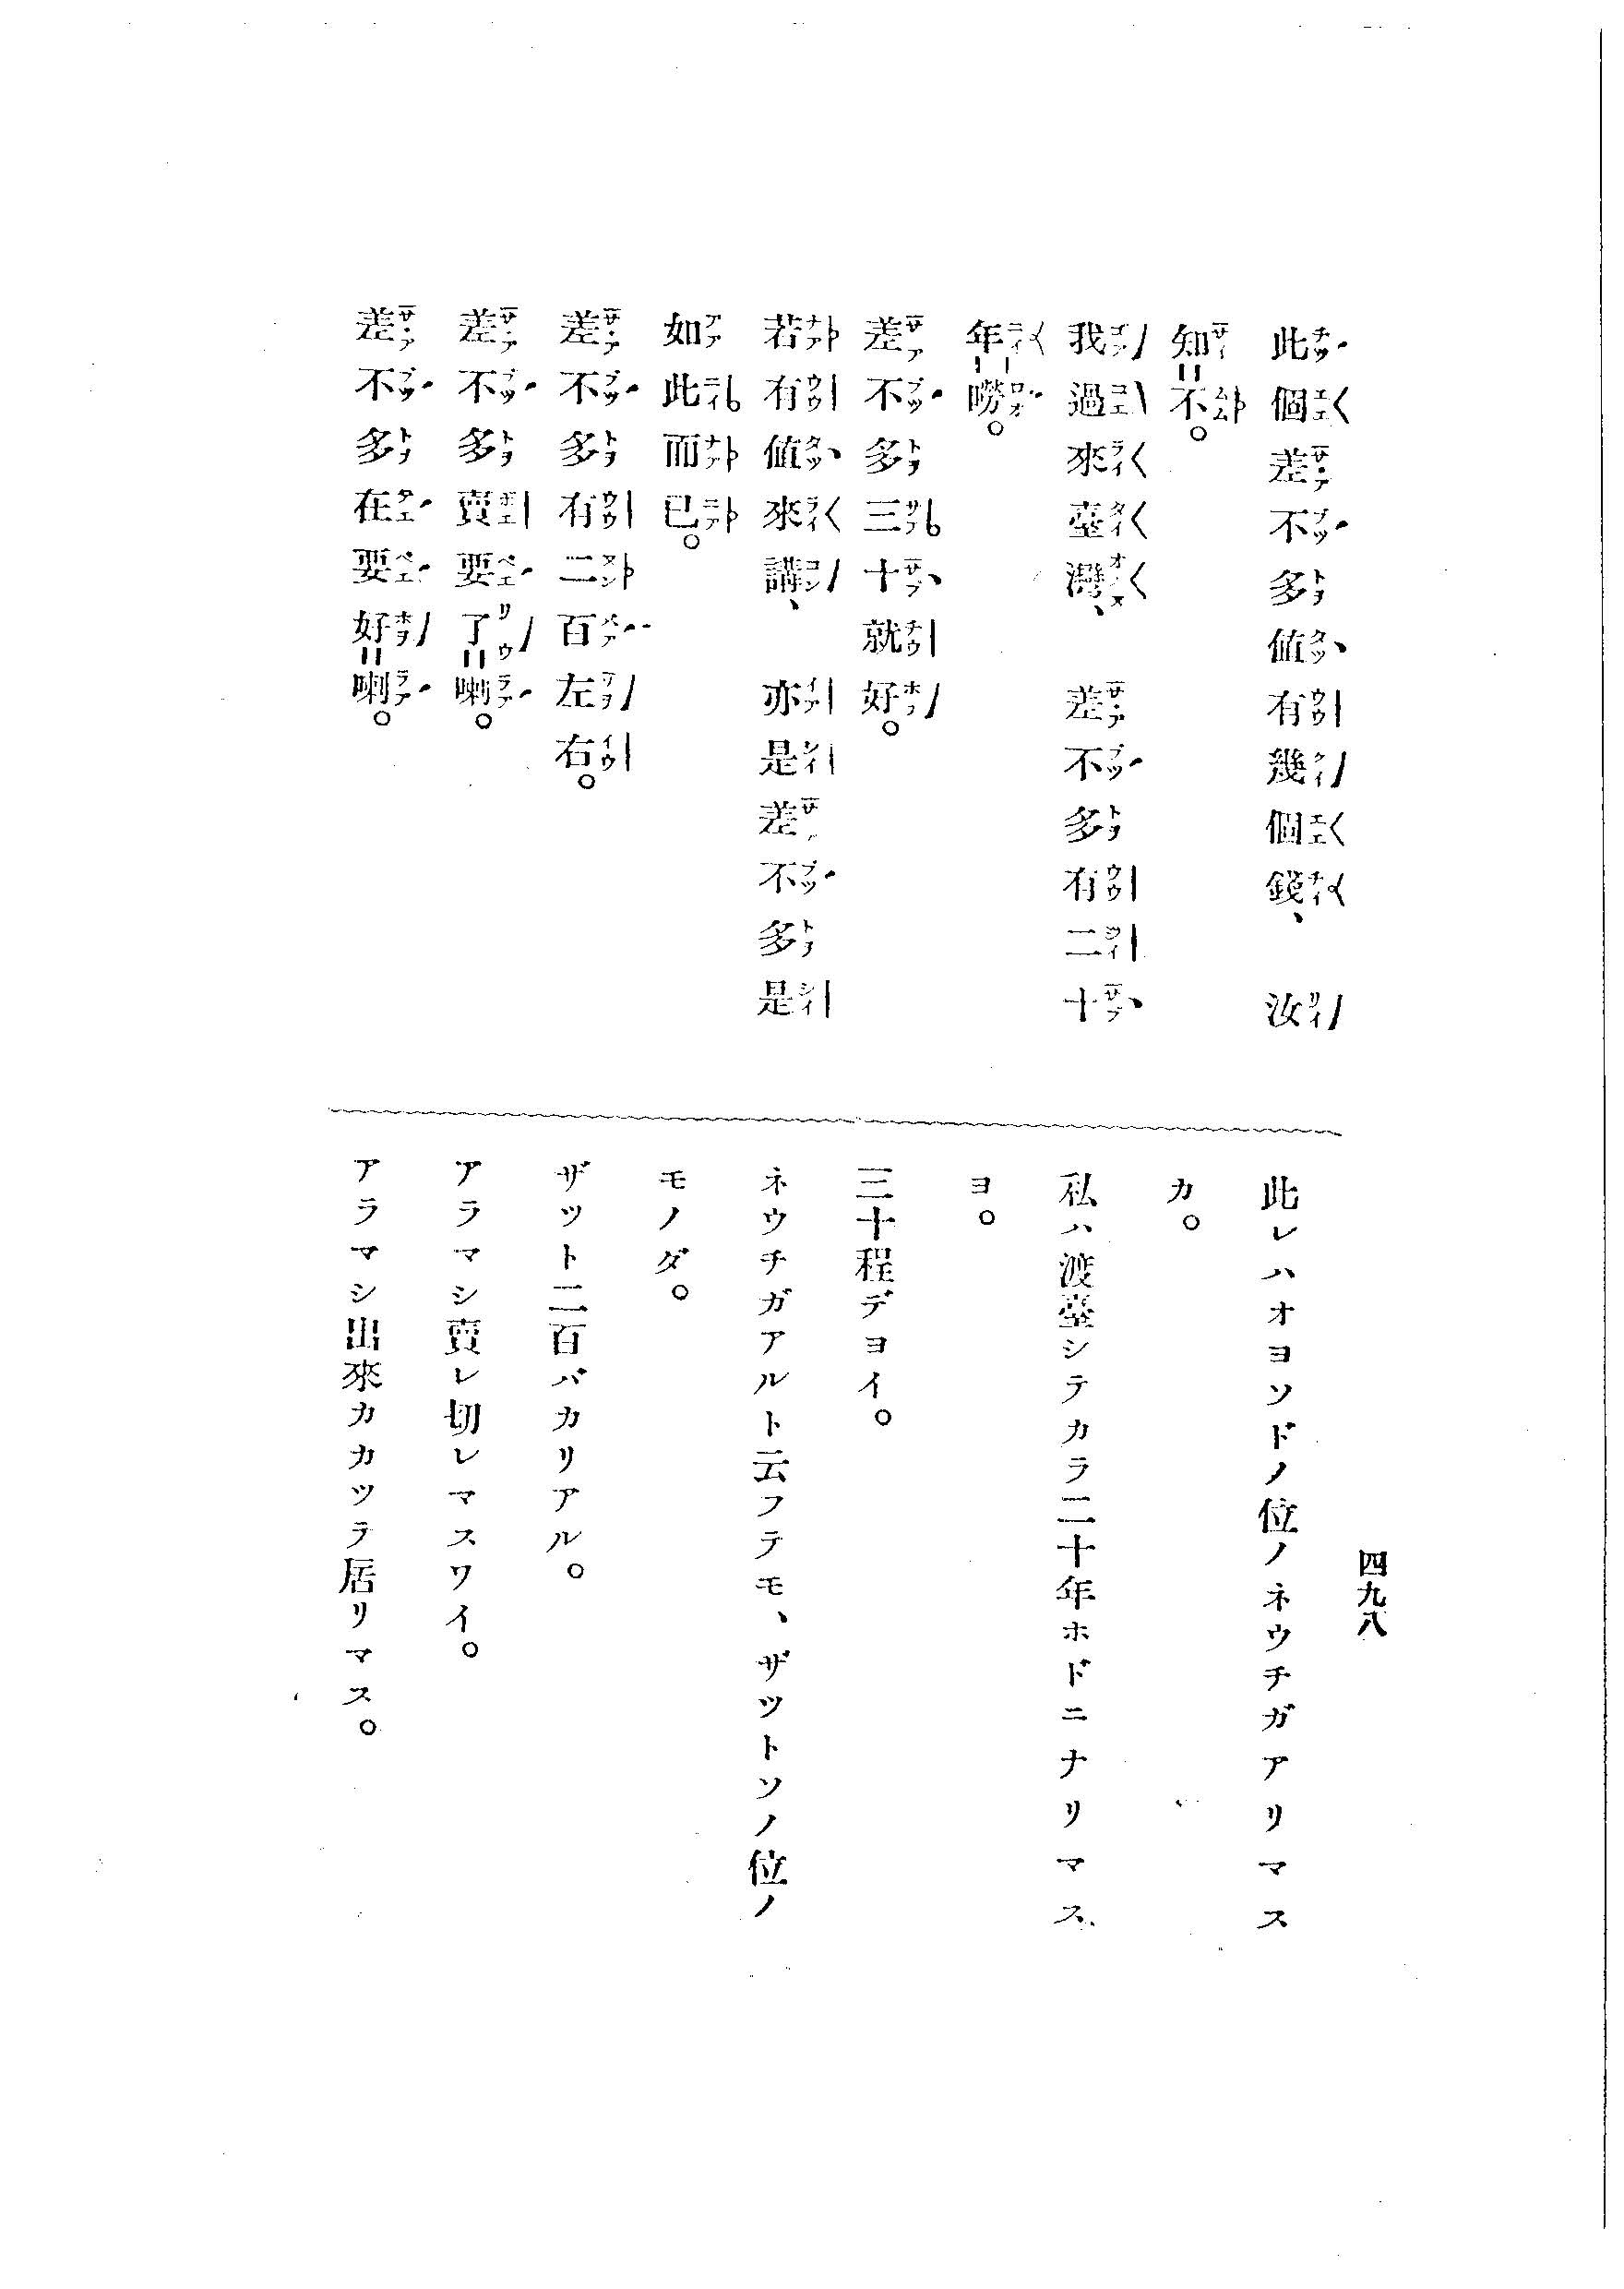 此個差不多值有幾個錢、汝
知不。
我過來臺灣、差不多有二十
年嘮。
差不多三十就好。
若有值來講、亦是差不多是
如此而已。
差不多有二百左右。
差不多賣要了喇。
差不多在要好喇。
此レハオヨソドノ位ノネウチガアリマス
カ。
私ハ渡臺シテカラ二十年ホドニナリマス
ヨ。
三十程デヨイ。
ネウチガアルト云フテモ、ザツトソノ位ノ
モノダ。
ザット二百バカリアル。
アラマシ賣レ切レマスワイ。
アラマシ出來カカツテ居リマス。
四九八